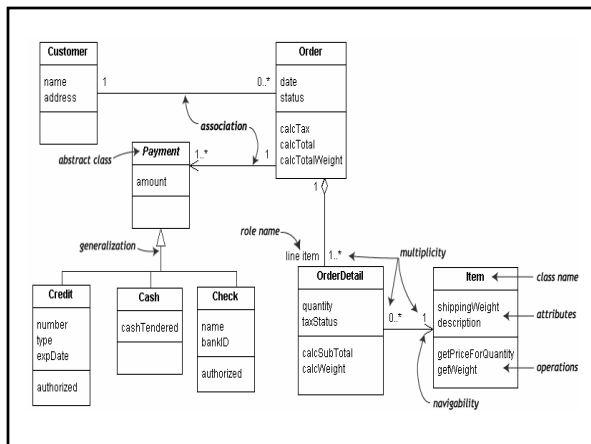 Customer
name
address
1
0..*
Order
date
status
calcTax
calcTotal
calcTotalWeight
association
abstract class
Payment
amount
1..*
1
generalization
1
role name
line item
1..*
multiplicity
Credit
number
type
expDate
authorized
Cash
cashTendered
Check
name
bankID
authorized
OrderDetail
quantity
taxStatus
calcSubTotal
calcWeight
0..*
1
Item
shippingWeight
description
getPriceForQuantity
getWeight
class name
attributes
operations
navigability